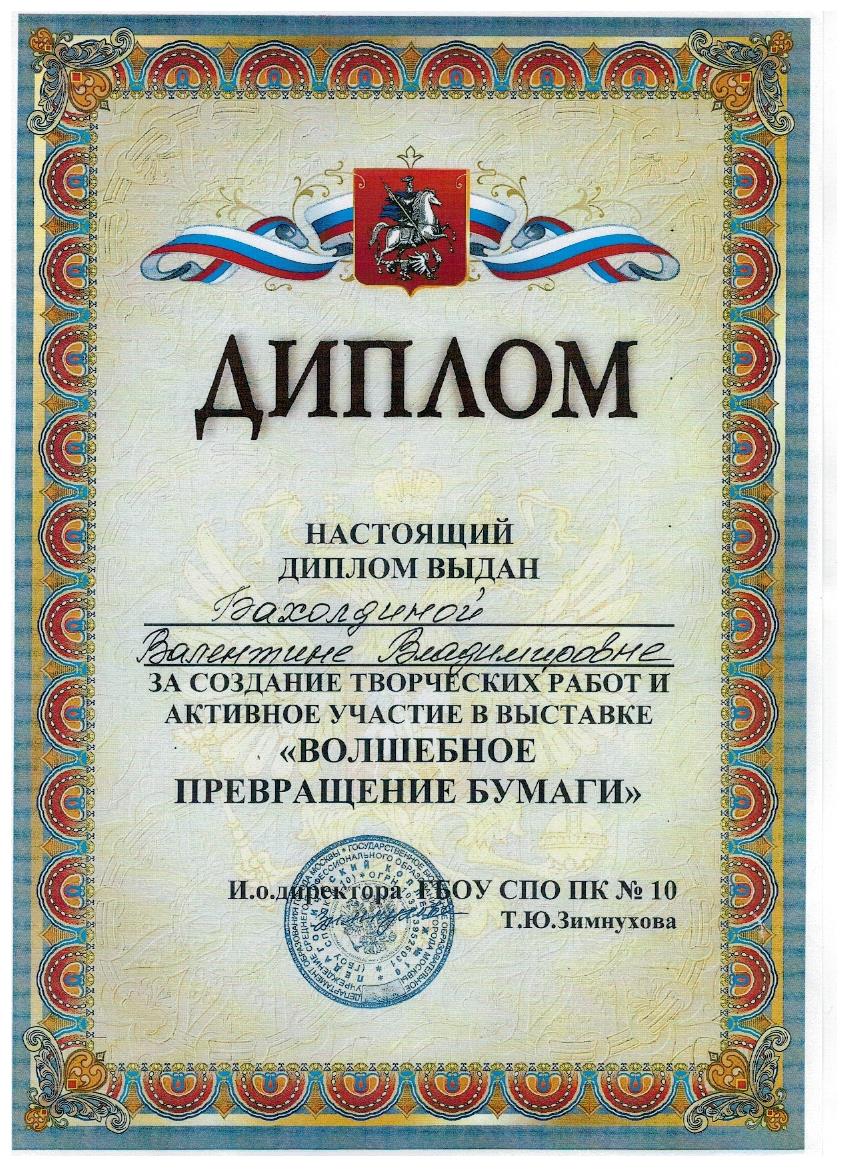 ДИПЛОМ
НАСТОЯЩИЙ
ДИПЛОМ ВЫДАН
Бахолдиной
Валентине Владимировне
ЗА СОЗДАНИЕ ТВОРЧЕСКИХ РАБОТ И
АКТИВНОЕ УЧАСТИЕ В ВЫСТАВКЕ
«ВОЛШЕБНОЕ
ПРЕВРАЩЕНИЕ БУМАГИ»
И.о.директора ГБОУ СПО ПК № 10
Т.Ю.Зимнухова